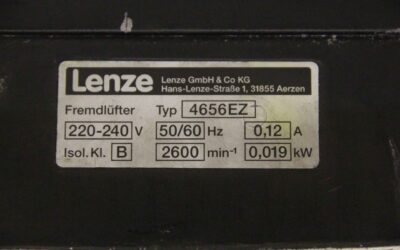 Lenze
Lenze GmbH & Co KG
Hans-Lenze-Straße 1, 31855 Aerzen
Fremdlüfter Typ 4656EZ
220-240 V 50/60 Hz 0,12 A
Isol. Kl. B 2600 min⁻¹ 0,019 kW